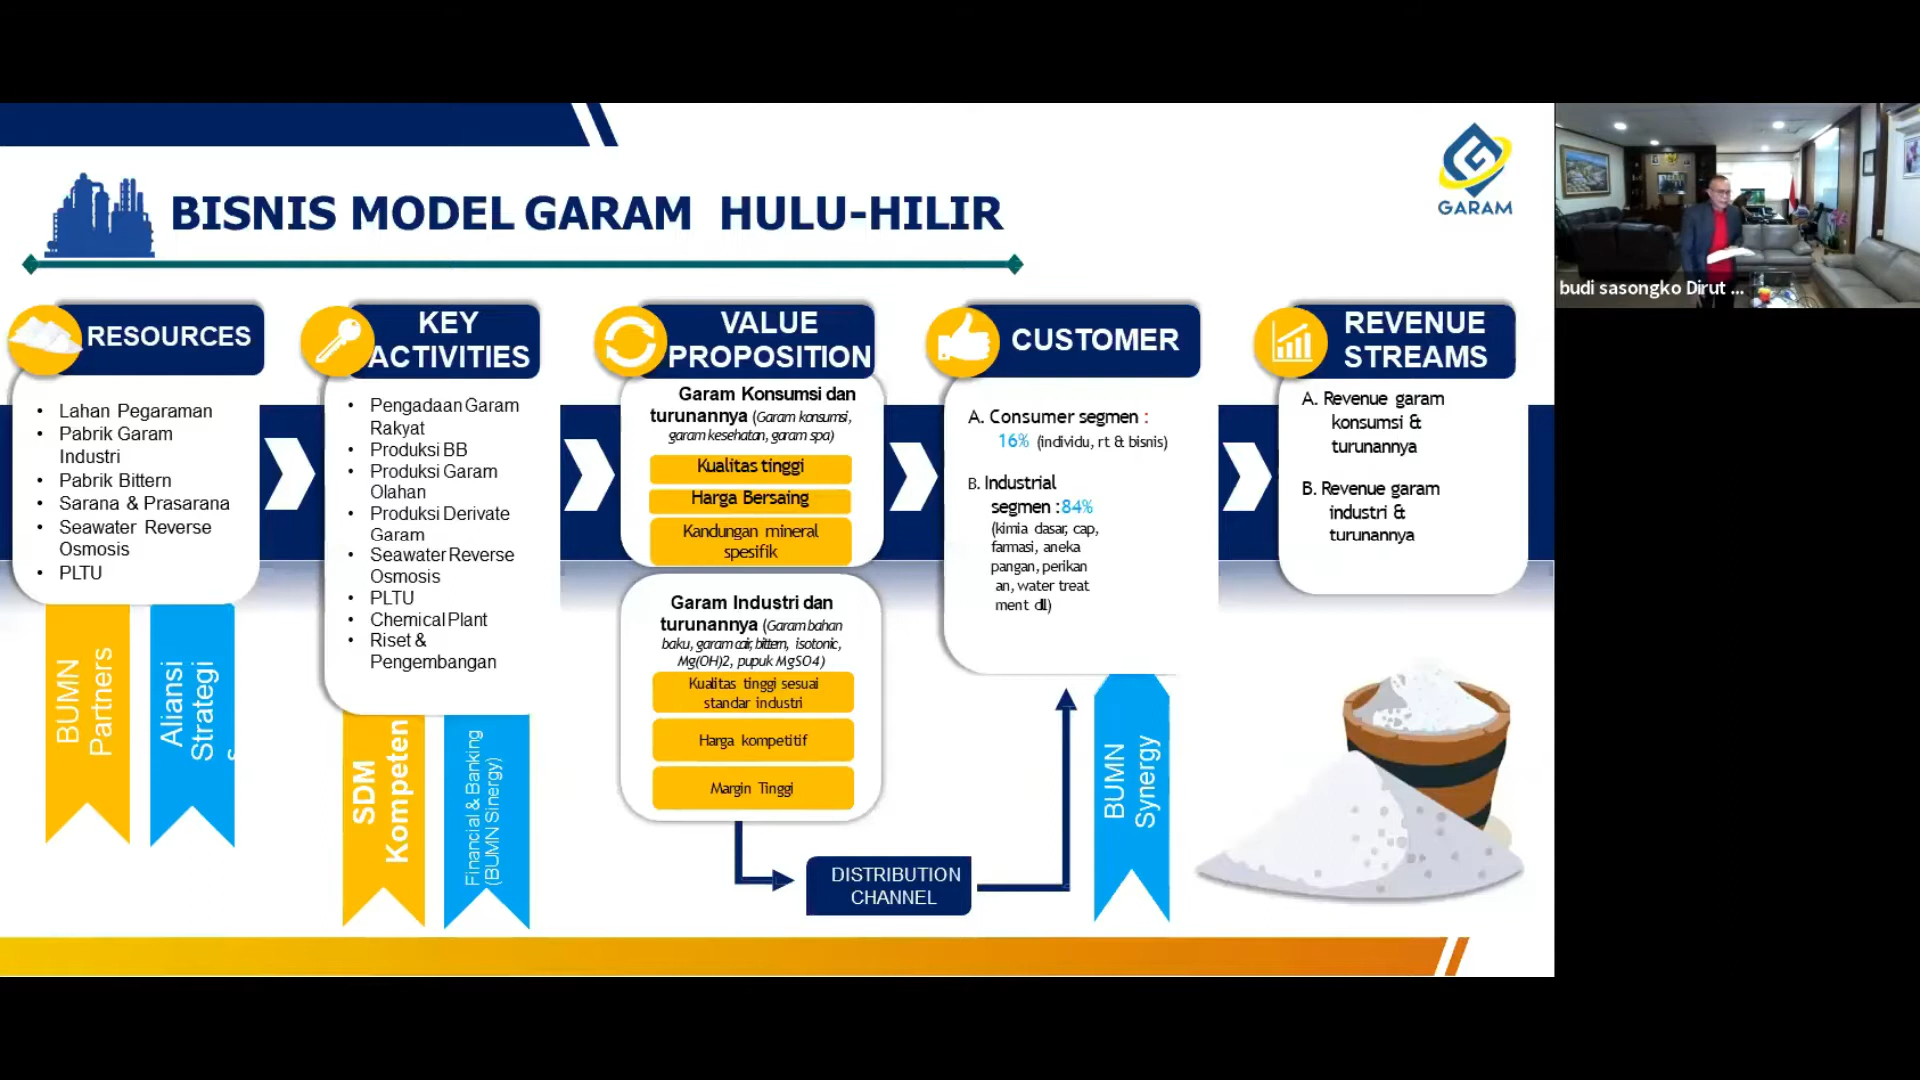 BISNIS MODEL GARAM HULU-HILIR
GARAM
budi sasongko Dirut ...
RESOURCES
• Lahan Pegaraman
• Pabrik Garam
Industri
• Pabrik Bittern
• Sarana & Prasarana
• Seawater Reverse
Osmosis
• PLTU
BUMN
Partners
Aliansi
Strategi
KEY
ACTIVITIES
• Pengadaan Garam
Rakyat
• Produksi BB
• Produksi Garam
Olahan
• Produksi Derivate
Garam
• Seawater Reverse
Osmosis
• PLTU
• Chemical Plant
• Riset &
Pengembangan
SDM
Kompeten
Financial & Banking
(BUMN Sinergy)
VALUE
PROPOSITION
Garam Konsumsi dan
turunannya (Garam konsumsi,
garam kesehatan, garam spa)
Kualitas tinggi
Harga Bersaing
Kandungan mineral
spesifik
Garam Industri dan
turunannya (Garam bahan
baku, garam cair, bittern, isotonic,
Mg(OH)2, pupuk MgSO4)
Kualitas tinggi sesuai
standar industri
Harga kompetitif
Margin Tinggi
DISTRIBUTION
CHANNEL
CUSTOMER
A. Consumer segmen :
16% (individu, rt & bisnis)
B. Industrial
segmen : 84%
(kimia dasar, cap,
farmasi, aneka
pangan, perikan
an, water treat
ment dll)
BUMN
Synergy
REVENUE
STREAMS
A. Revenue garam
konsumsi &
turunannya
B. Revenue garam
industri &
turunannya